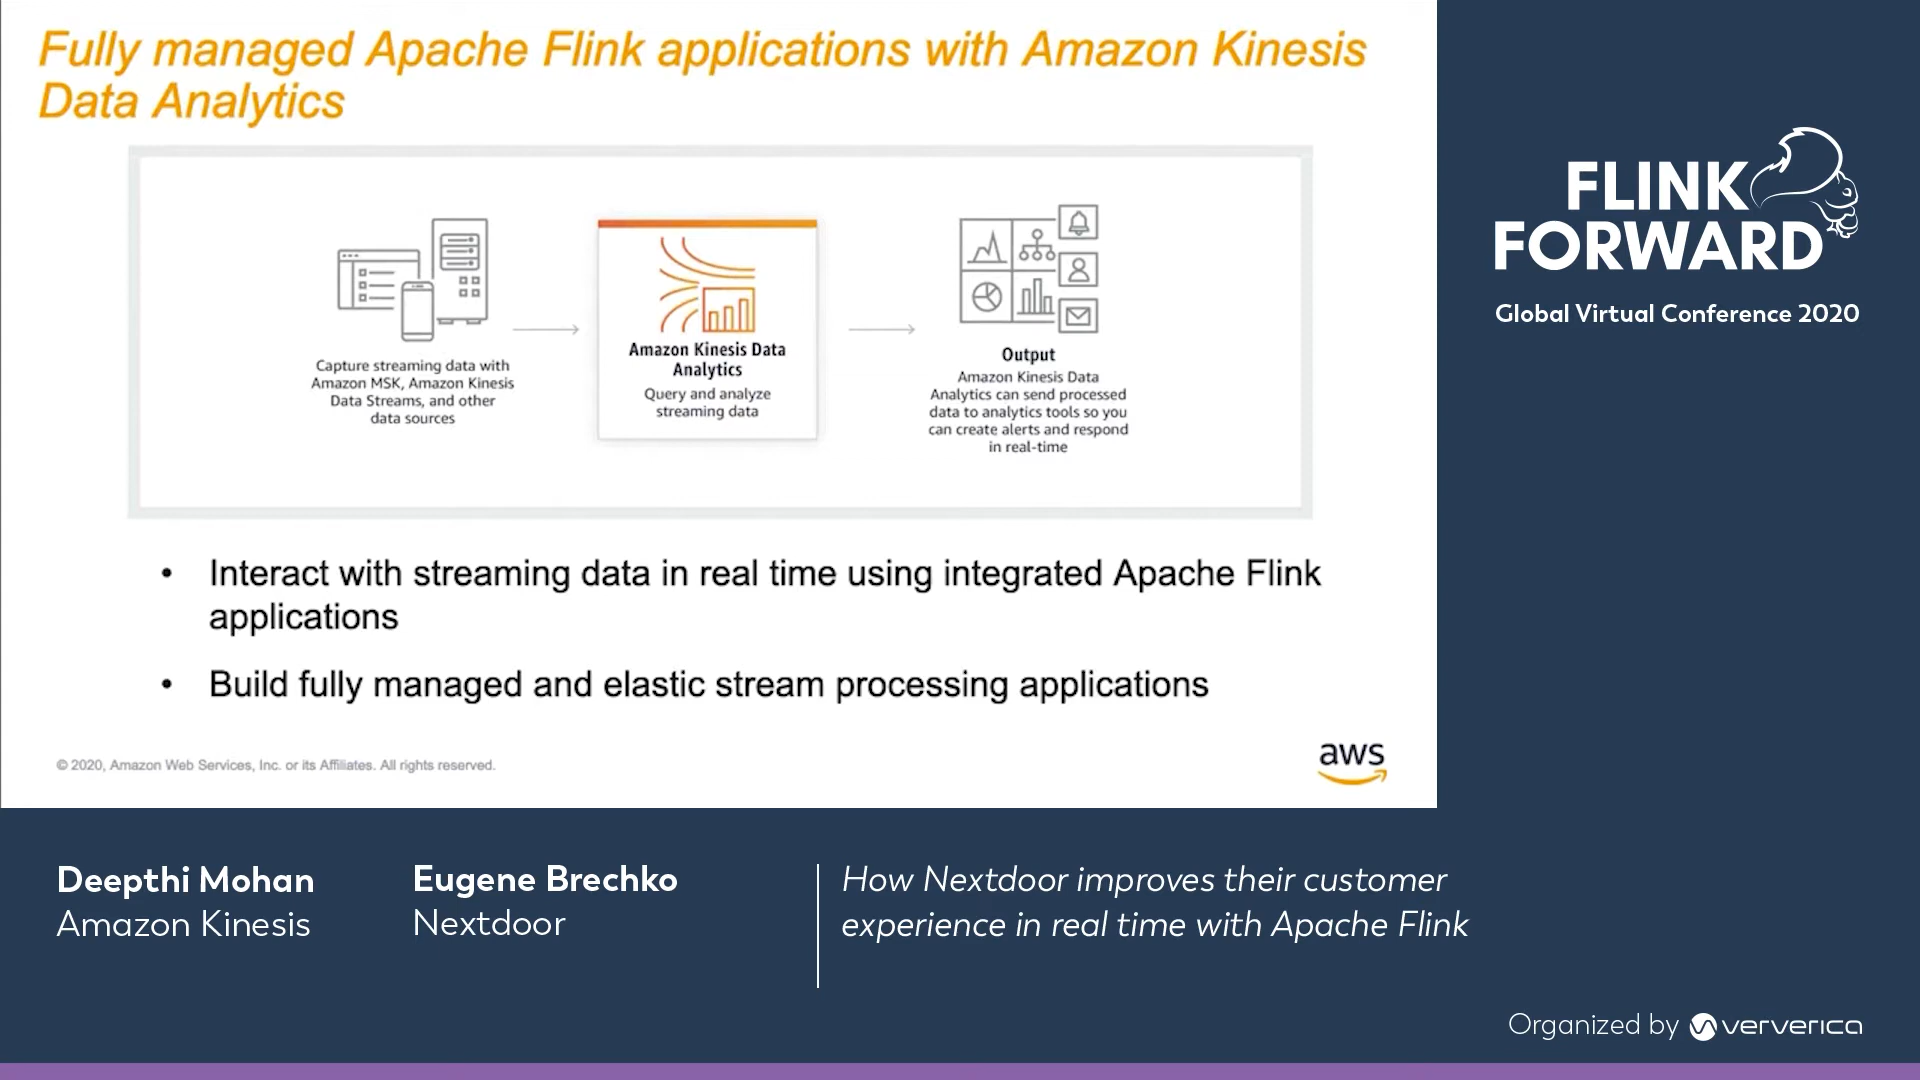 Fully managed Apache Flink applications with Amazon Kinesis
Data Analytics
Capture streaming data with
Amazon MSK, Amazon Kinesis
Data Streams, and other
data sources
Amazon Kinesis Data
Analytics
Query and analyze
streaming data
Output
Amazon Kinesis Data
Analytics can send processed
data to analytics tools so you
can create alerts and respond
in real-time
• Interact with streaming data in real time using integrated Apache Flink
applications
• Build fully managed and elastic stream processing applications
© 2020, Amazon Web Services, Inc. or its Affiliates. All rights reserved.
aws
FLINK
FORWARD
Global Virtual Conference 2020
Deepthi Mohan
Amazon Kinesis
Eugene Brechko
Nextdoor
How Nextdoor improves their customer
experience in real time with Apache Flink
Organized by ververica